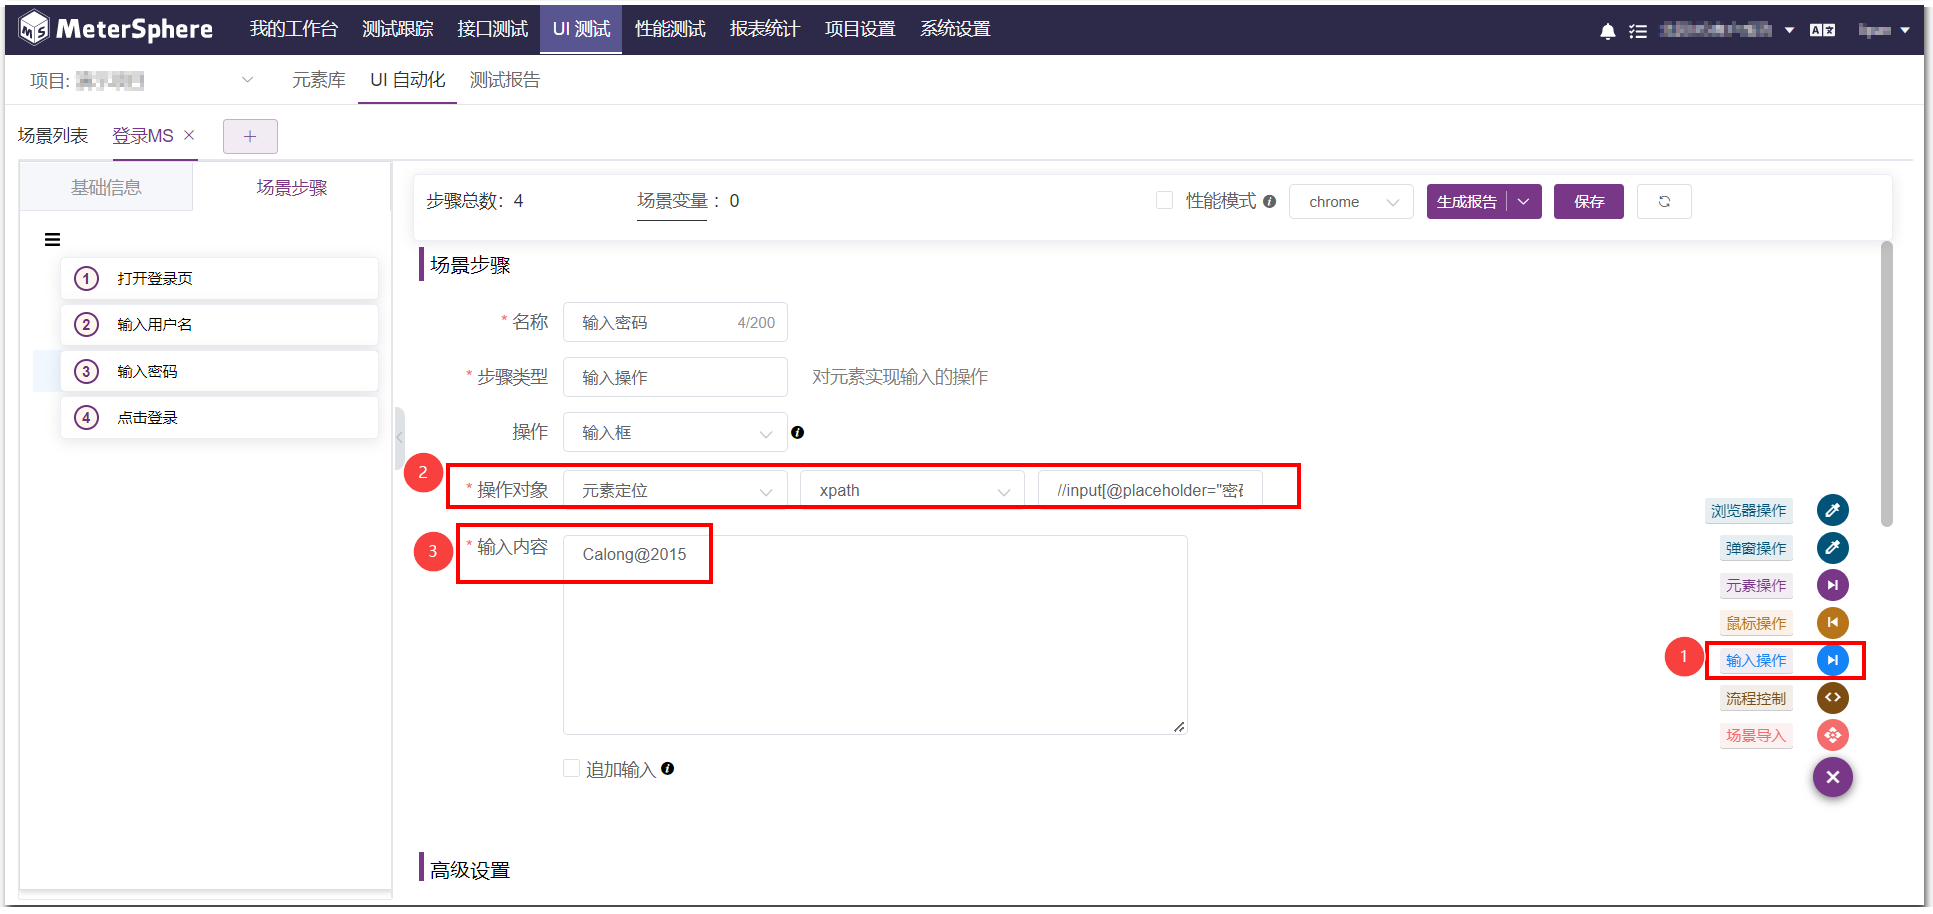 MeterSphere 我的工作台 测试跟踪 接口测试 UI 测试 性能测试 报表统计 项目设置 系统设置
项目: 元素库 UI 自动化 测试报告
场景列表 登录MS × +
基础信息 场景步骤
步骤总数: 4 场景变量 : 0 性能模式 chrome 生成报告 保存
1 打开登录页
2 输入用户名
3 输入密码
4 点击登录
场景步骤
* 名称 输入密码 4/200
* 步骤类型 输入操作 对元素实现输入的操作
操作 输入框
2 * 操作对象 元素定位 xpath //input[@placeholder="密
3 * 输入内容 Calong@2015
追加输入
高级设置
浏览器操作
弹窗操作
元素操作
鼠标操作
1 输入操作
流程控制
场景导入